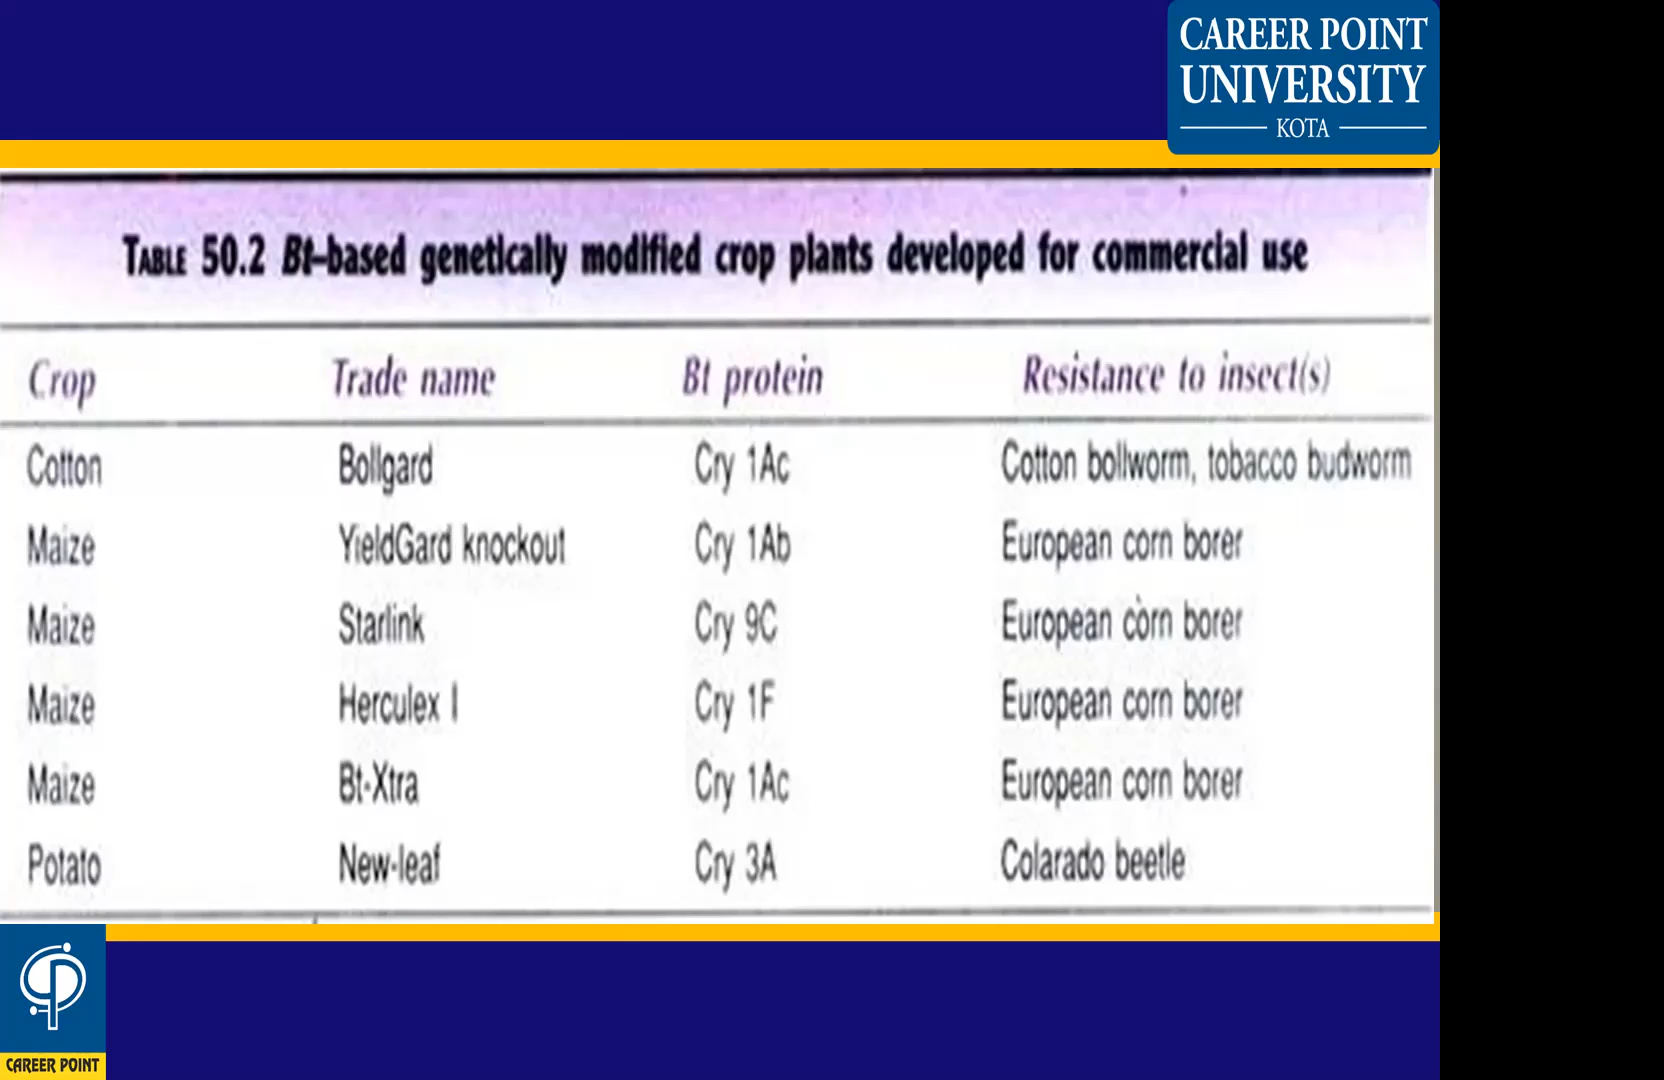 CAREER POINT
UNIVERSITY
KOTA
TABLE 50.2 Bt-based genetically modified crop plants developed for commercial use
Crop Trade name Bt protein Resistance to insect(s)
Cotton Bollgard Cry 1Ac Cotton bollworm, tobacco budworm
Maize YieldGard knockout Cry 1Ab European corn borer
Maize Starlink Cry 9C European corn borer
Maize Herculex I Cry 1F European corn borer
Maize Bt-Xtra Cry 1Ac European corn borer
Potato New-leaf Cry 3A Colarado beetle
CAREER POINT